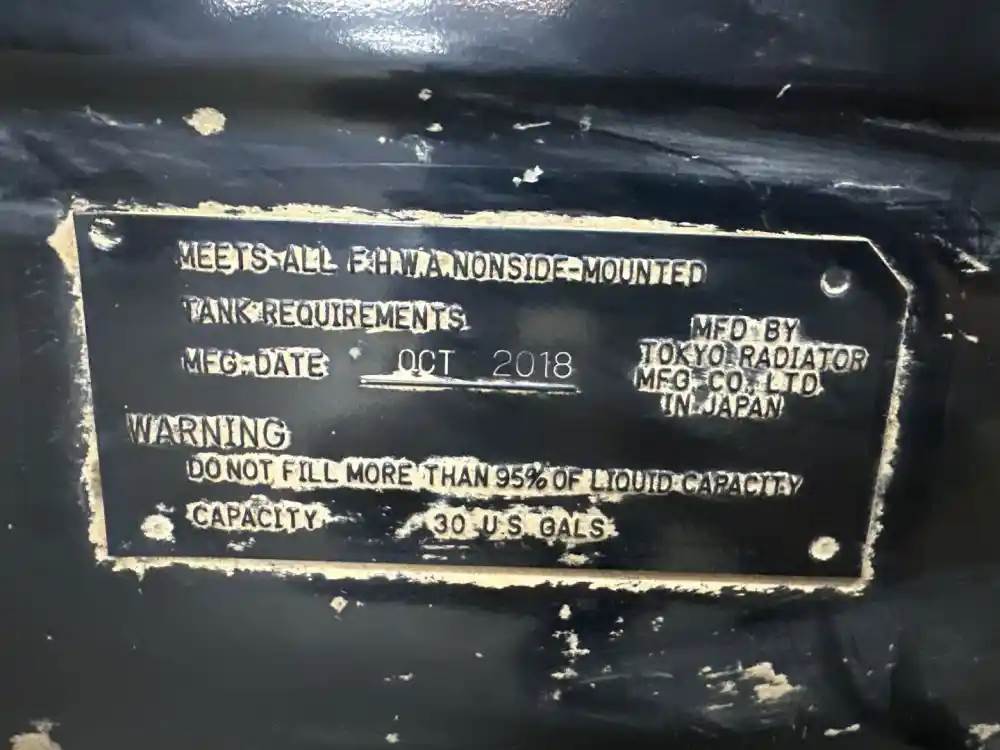 MEETS ALL F.H.W.A. NONSIDE-MOUNTED
TANK REQUIREMENTS.
MFG. DATE OCT 2018
MFD BY
TOKYO RADIATOR
MFG. CO., LTD.
IN JAPAN
WARNING
DO NOT FILL MORE THAN 95% OF LIQUID CAPACITY
CAPACITY 30 U.S. GALS